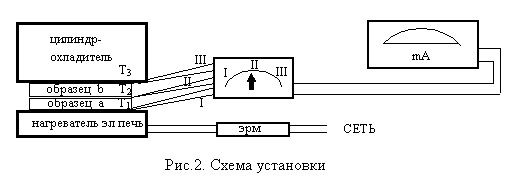 цилиндр-
охладитель
T3
образец b T2
образец a T1
нагреватель эл печь
III
II
I
I II III
mA
эрм
СЕТЬ
Рис.2. Схема установки